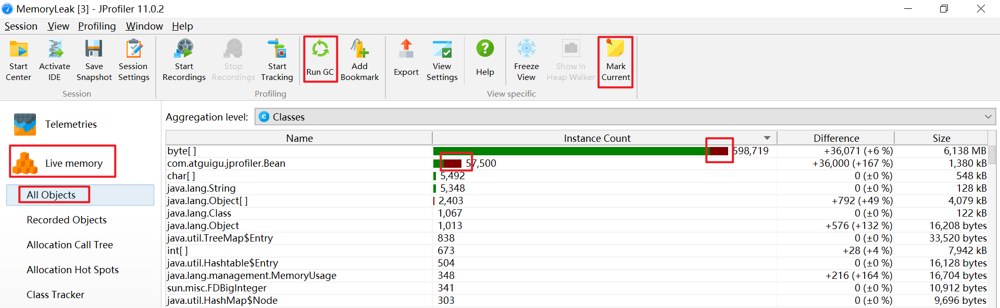 MemoryLeak [3] - JProfiler 11.0.2
Session View Profiling Window Help
Start Center
Activate IDE
Save Snapshot
Session Settings
Start Recordings
Stop Recordings
Start Tracking
Run GC
Add Bookmark
Export
View Settings
Help
Freeze View
Show In Heap Walker
Mark Current
Session
Profiling
View specific
Telemetries
Live memory
All Objects
Recorded Objects
Allocation Call Tree
Allocation Hot Spots
Class Tracker
Aggregation level: Classes
Name Instance Count Difference Size
byte[ ] 598,719 +36,071 (+6 %) 6,138 MB
com.atguigu.jprofiler.Bean 57,500 +36,000 (+167 %) 1,380 kB
char[ ] 5,492 0 (±0 %) 548 kB
java.lang.String 5,348 0 (±0 %) 128 kB
java.lang.Object[ ] 2,403 +792 (+49 %) 4,079 kB
java.lang.Class 1,067 0 (±0 %) 122 kB
java.lang.Object 1,013 +576 (+132 %) 16,208 bytes
java.util.TreeMap$Entry 838 0 (±0 %) 33,520 bytes
int[ ] 673 +28 (+4 %) 7,942 kB
java.util.Hashtable$Entry 504 0 (±0 %) 16,128 bytes
java.lang.management.MemoryUsage 348 +216 (+164 %) 16,704 bytes
sun.misc.FDBigInteger 341 0 (±0 %) 10,912 bytes
java.util.HashMap$Node 303 0 (±0 %) 9,696 bytes